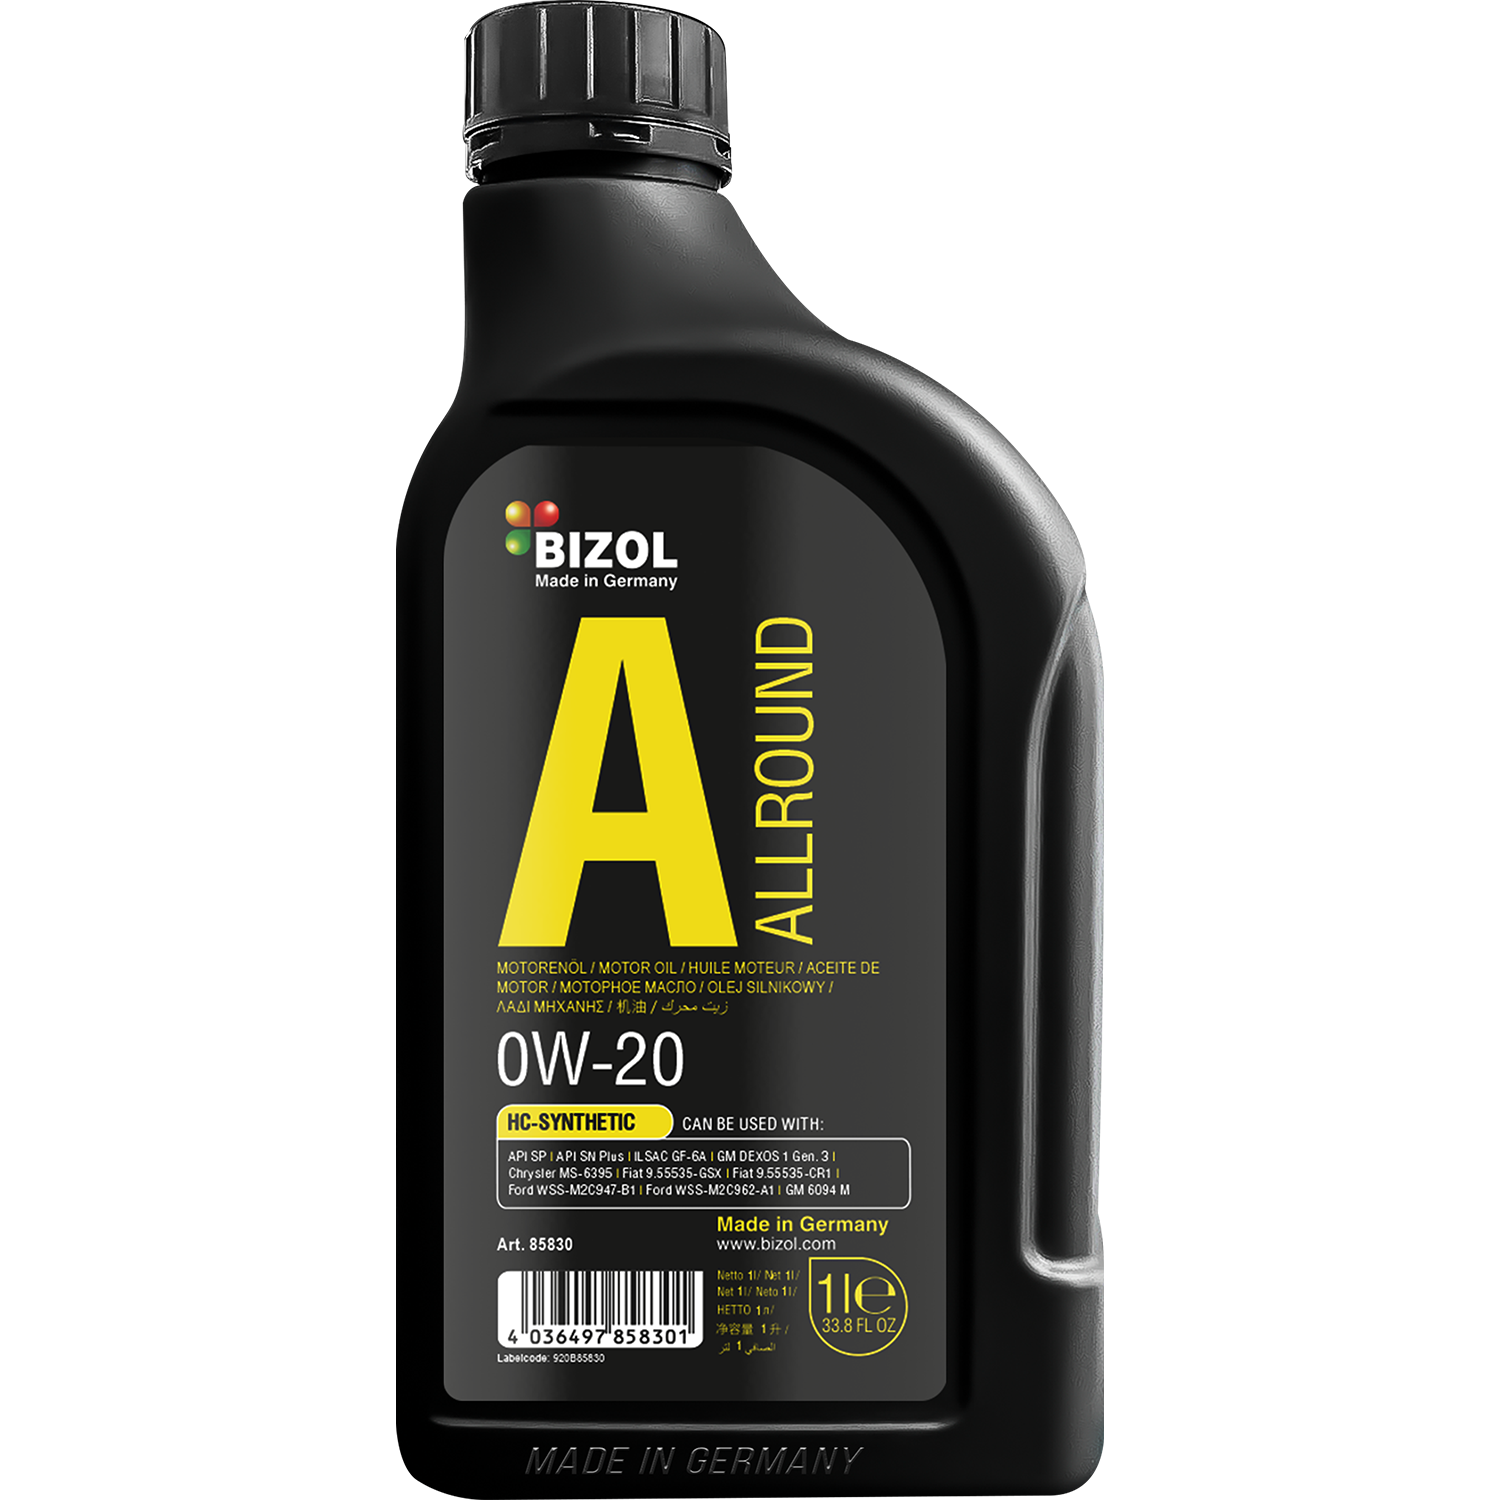 BIZOL
Made in Germany
A
ALLROUND
MOTORENÖL / MOTOR OIL / HUILE MOTEUR / ACEITE DE
MOTOR / МОТОРНОЕ МАСЛО / OLEJ SILNIKOWY /
ΛΑΔΙ ΜΗΧΑΝΗΣ / 机油 / زيت محرك
0W-20
HC-SYNTHETIC CAN BE USED WITH:
API SP | API SN Plus | ILSAC GF-6A | GM DEXOS 1 Gen. 3 |
Chrysler MS-6395 | Fiat 9.55535-GSX | Fiat 9.55535-CR1 |
Ford WSS-M2C947-B1 | Ford WSS-M2C962-A1 | GM 6094 M
Made in Germany
www.bizol.com
Art. 85830
4 036497 858301
Labelcode: 920B85830
Netto 1l/ Net 1l/
Net 1l/ Neto 1l/
НЕТТО 1л/
净容量 1升/
الصافي 1 لتر
1l e
33.8 FL OZ
MADE IN GERMANY